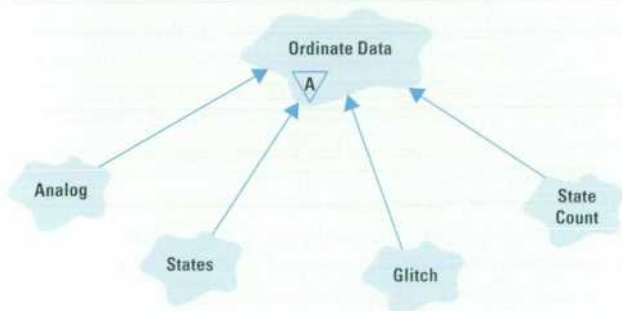 Ordinate Data
A
Analog
State
Count
States
Glitch